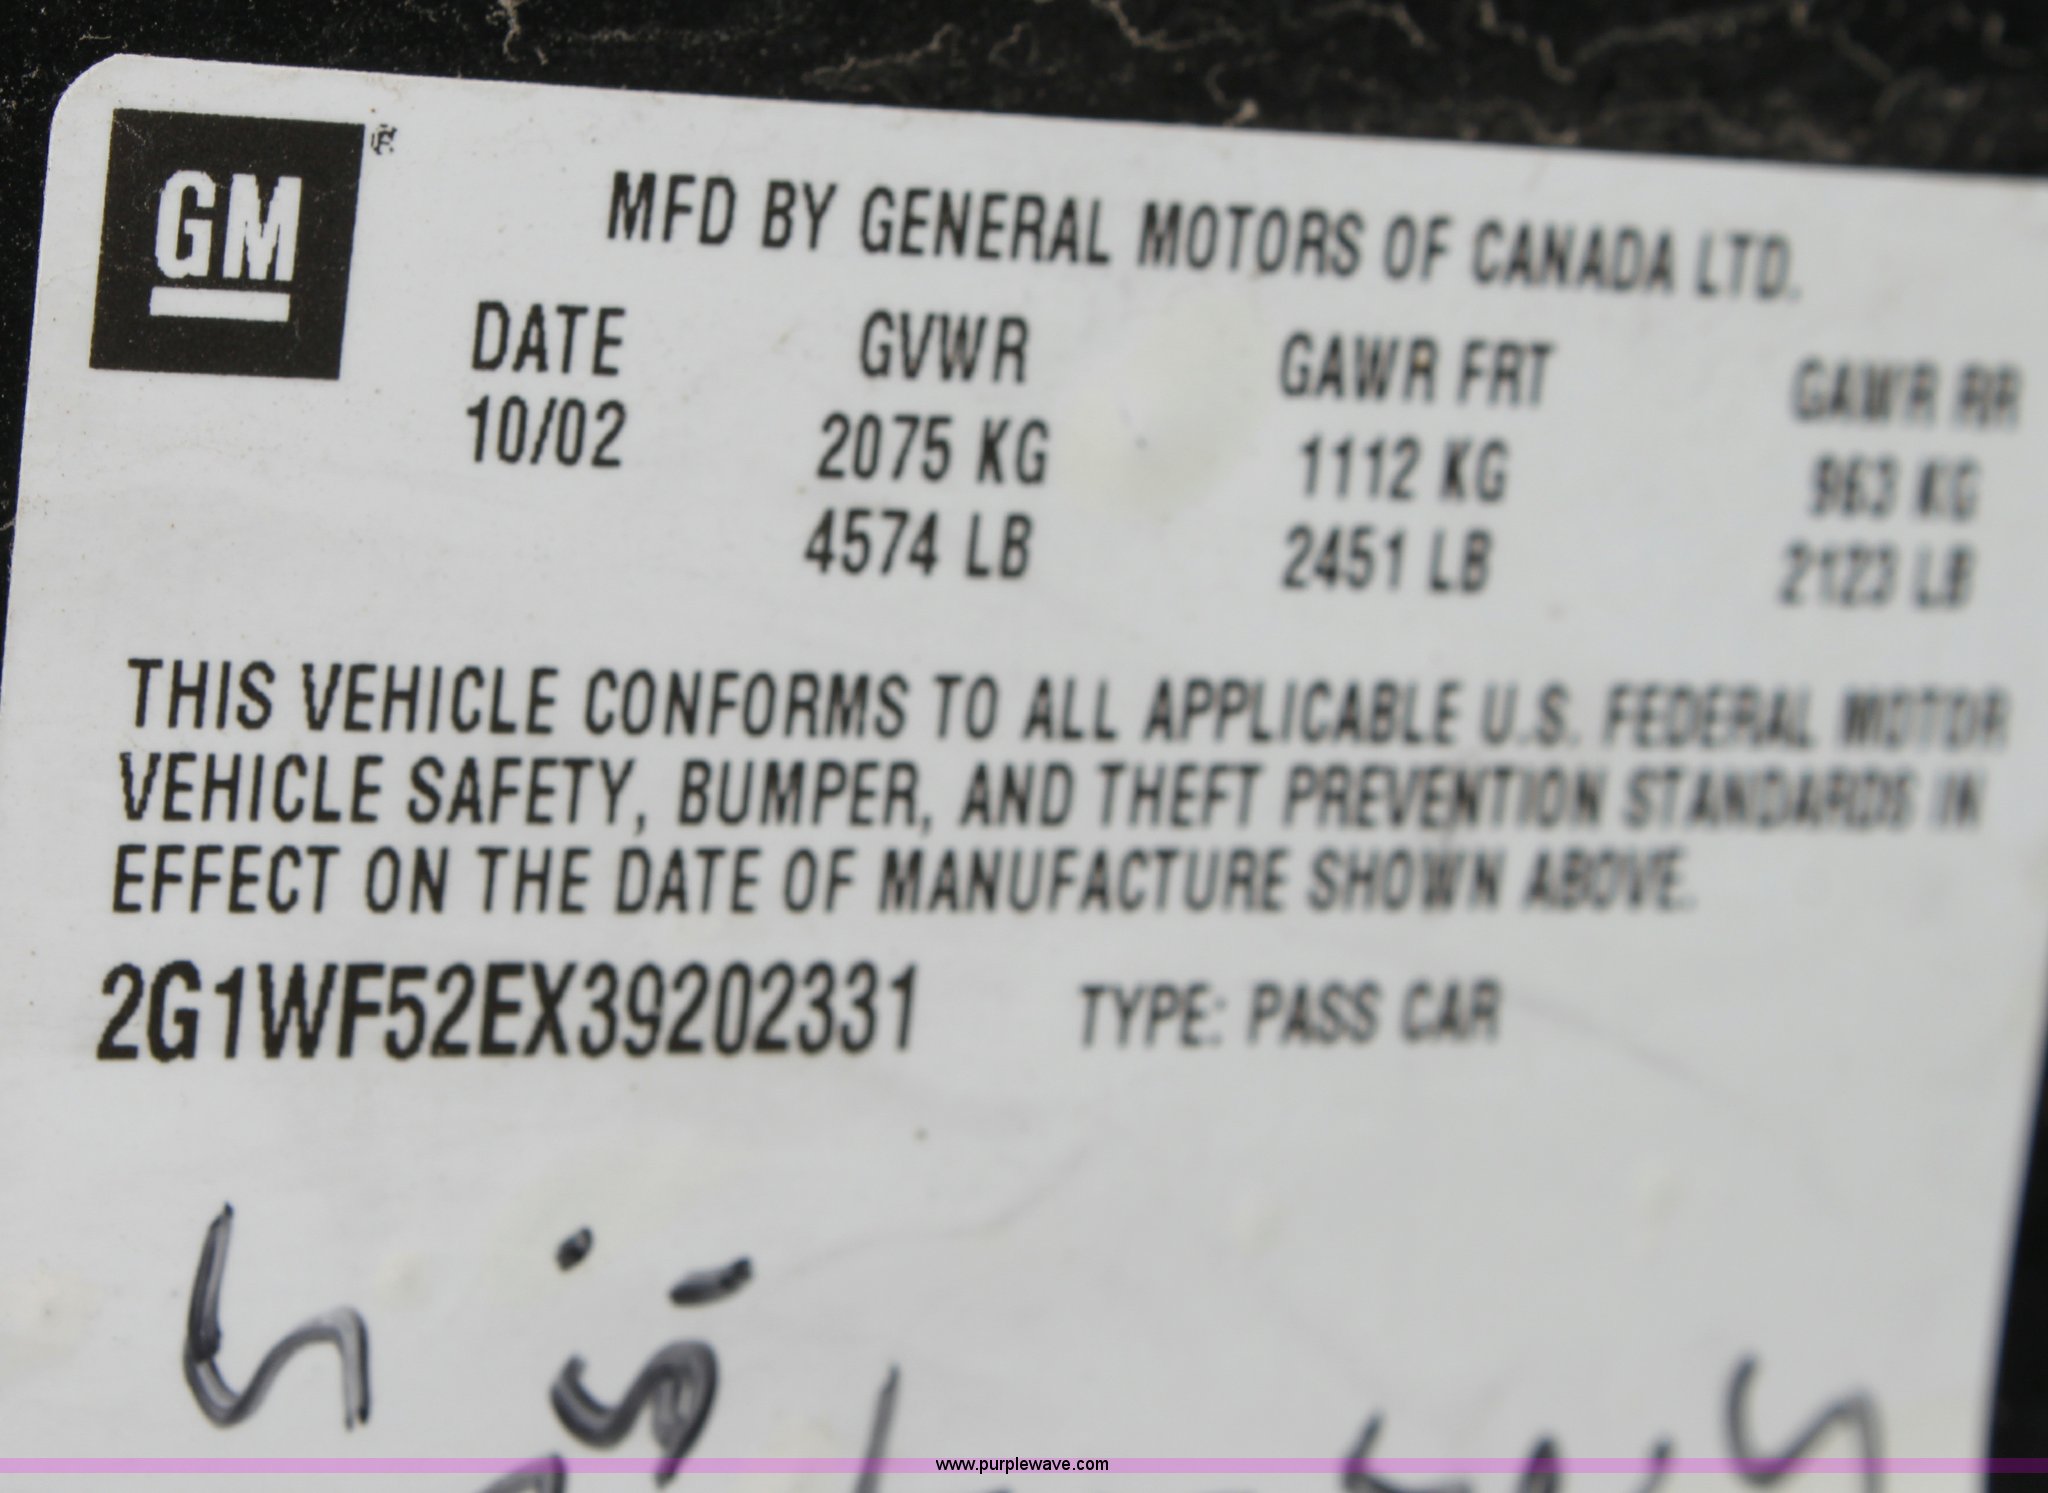 GM®
MFD BY GENERAL MOTORS OF CANADA LTD.
DATE GVWR GAWR FRT GAWR RR
10/02 2075 KG 1112 KG 963 KG
4574 LB 2451 LB 2123 LB
THIS VEHICLE CONFORMS TO ALL APPLICABLE U.S. FEDERAL MOTOR
VEHICLE SAFETY, BUMPER, AND THEFT PREVENTION STANDARDS IN
EFFECT ON THE DATE OF MANUFACTURE SHOWN ABOVE.
2G1WF52EX39202331 TYPE: PASS CAR
www.purplewave.com